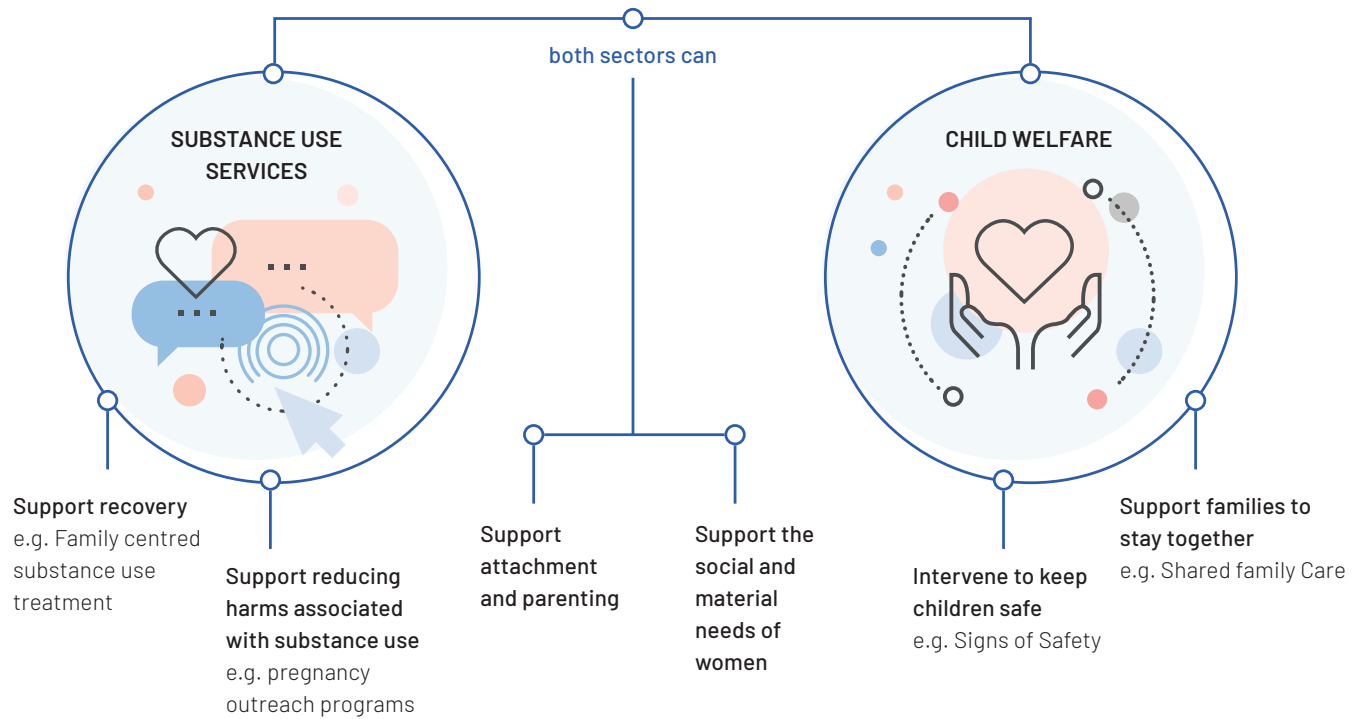 both sectors can
SUBSTANCE USE
SERVICES
CHILD WELFARE
Support recovery
e.g. Family centred
substance use
treatment
Support reducing
harms associated
with substance use
e.g. pregnancy
outreach programs
Support
attachment
and parenting
Support the
social and
material
needs of
women
Intervene to keep
children safe
e.g. Signs of Safety
Support families to
stay together
e.g. Shared family Care